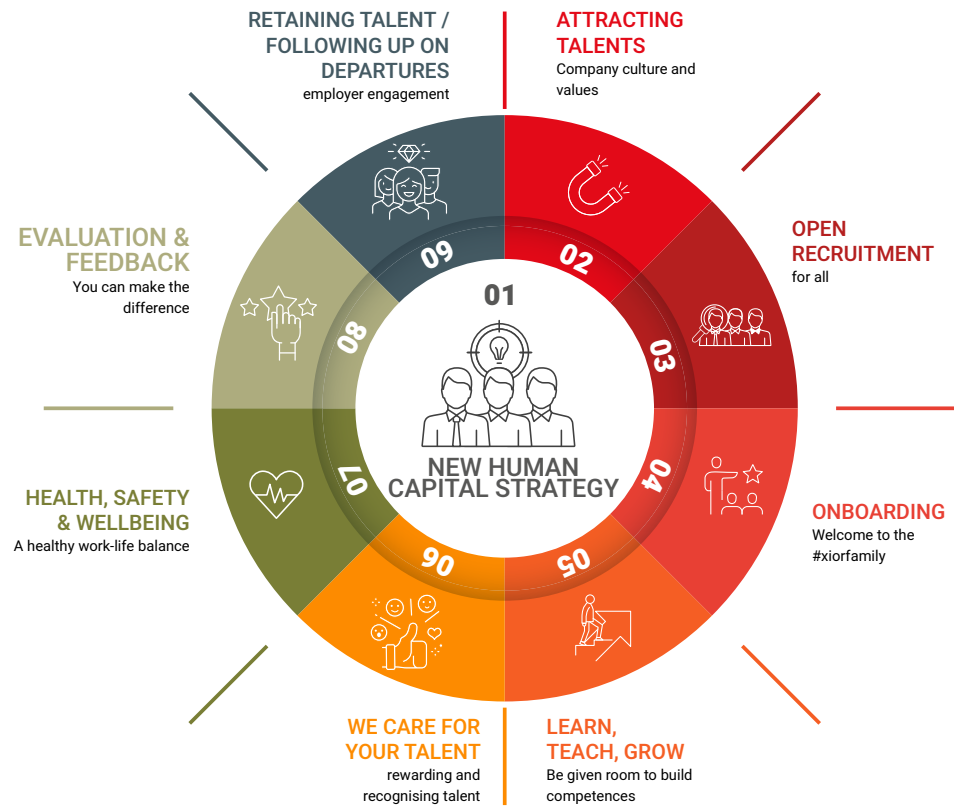 RETAINING TALENT /
FOLLOWING UP ON
DEPARTURES
employer engagement
ATTRACTING
TALENTS
Company culture and
values
OPEN
RECRUITMENT
for all
ONBOARDING
Welcome to the
#xiorfamily
LEARN,
TEACH, GROW
Be given room to build
competences
WE CARE FOR
YOUR TALENT
rewarding and
recognising talent
HEALTH, SAFETY
& WELLBEING
A healthy work-life balance
EVALUATION &
FEEDBACK
You can make the
difference
01
NEW HUMAN
CAPITAL STRATEGY
02
03
04
05
06
07
08
09